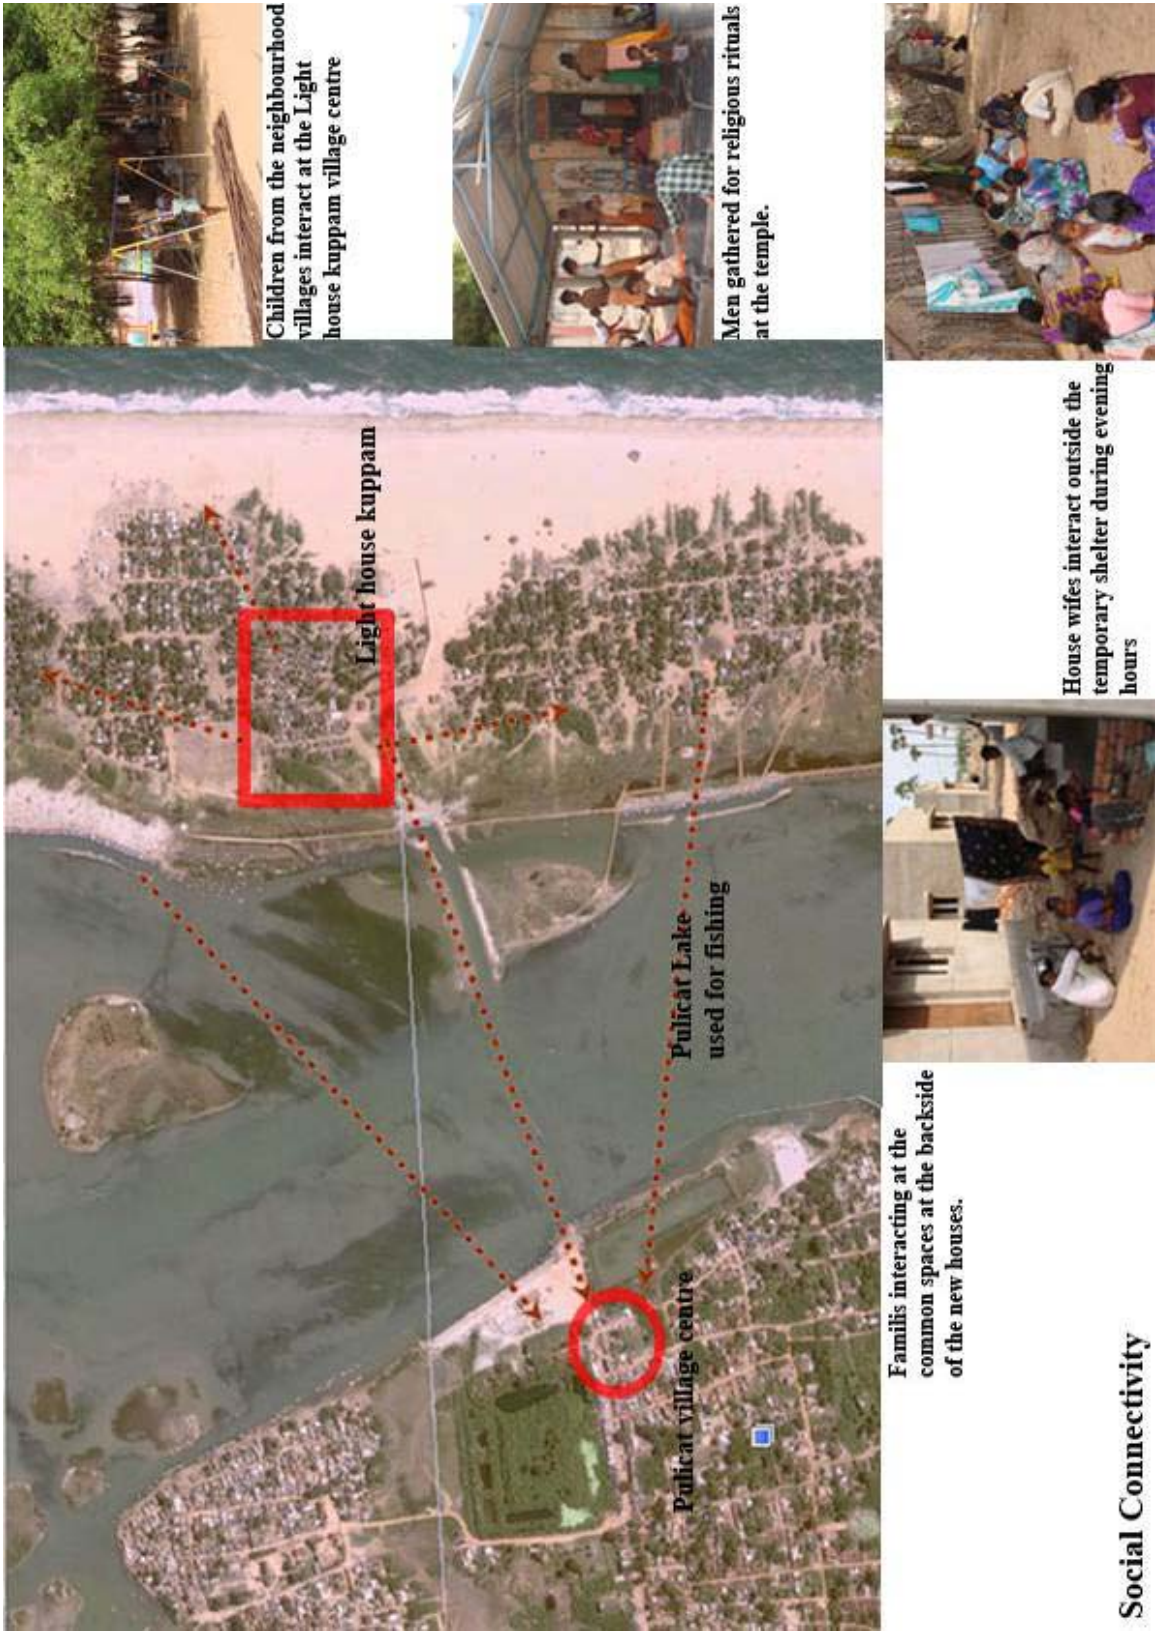 Children from the neighbourhood
villages interact at the Light
house kuppam village centre
Men gathered for religious rituals
at the temple.
Light house kuppam
Pulicat Lake
used for fishing
Pulicat village centre
House wifes interact outside the
temporary shelter during evening
hours
Familis interacting at the
common spaces at the backside
of the new houses.
Social Connectivity